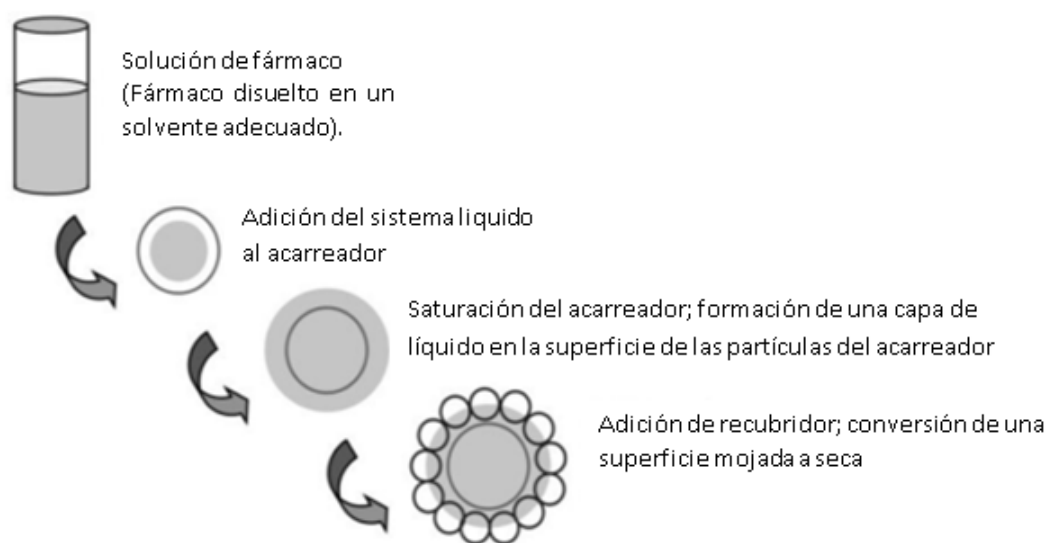 Solución de fármaco
(Fármaco disuelto en un
solvente adecuado).
Adición del sistema liquido
al acarreador
Saturación del acarreador; formación de una capa de
líquido en la superficie de las partículas del acarreador
Adición de recubridor; conversión de una
superficie mojada a seca